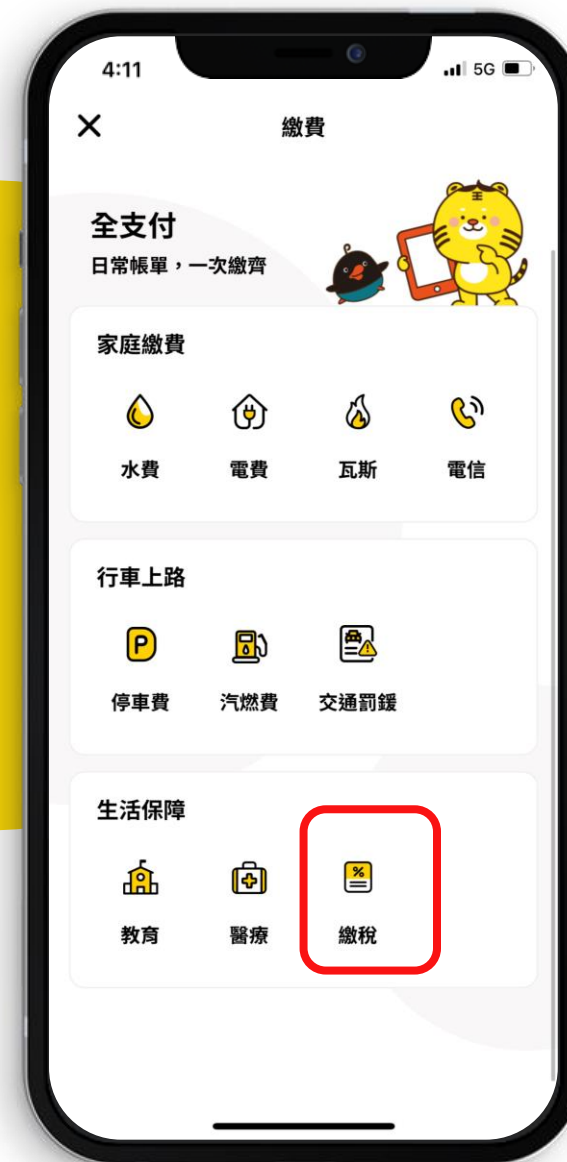 4:11
5G
繳費
全支付
日常帳單，一次繳齊
家庭繳費
水費 電費 瓦斯 電信
行車上路
P
停車費 汽燃費 交通罰鍰
生活保障
%
教育 醫療 繳稅